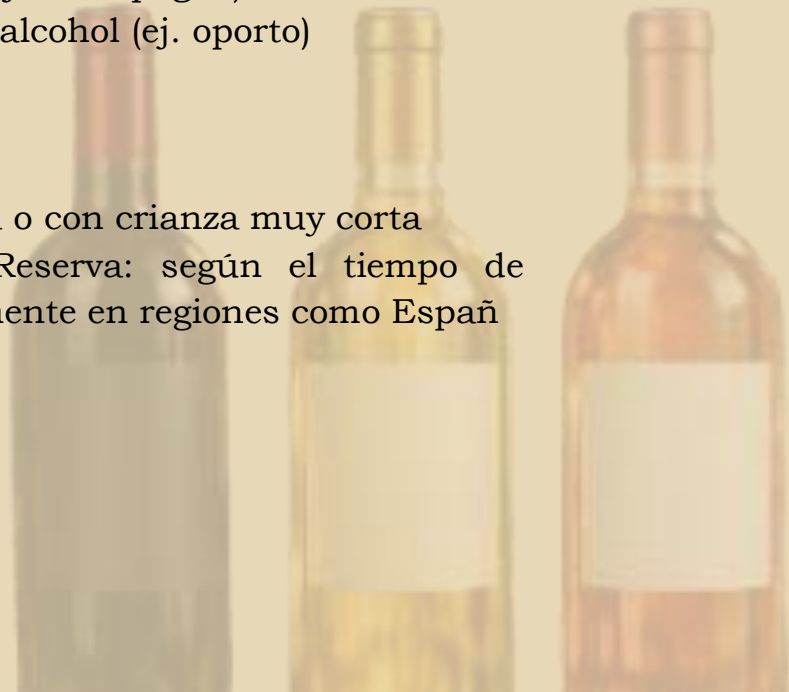 alcohol (ej. oporto)
o con crianza muy corta
Reserva: según el tiempo de
ente en regiones como Españ